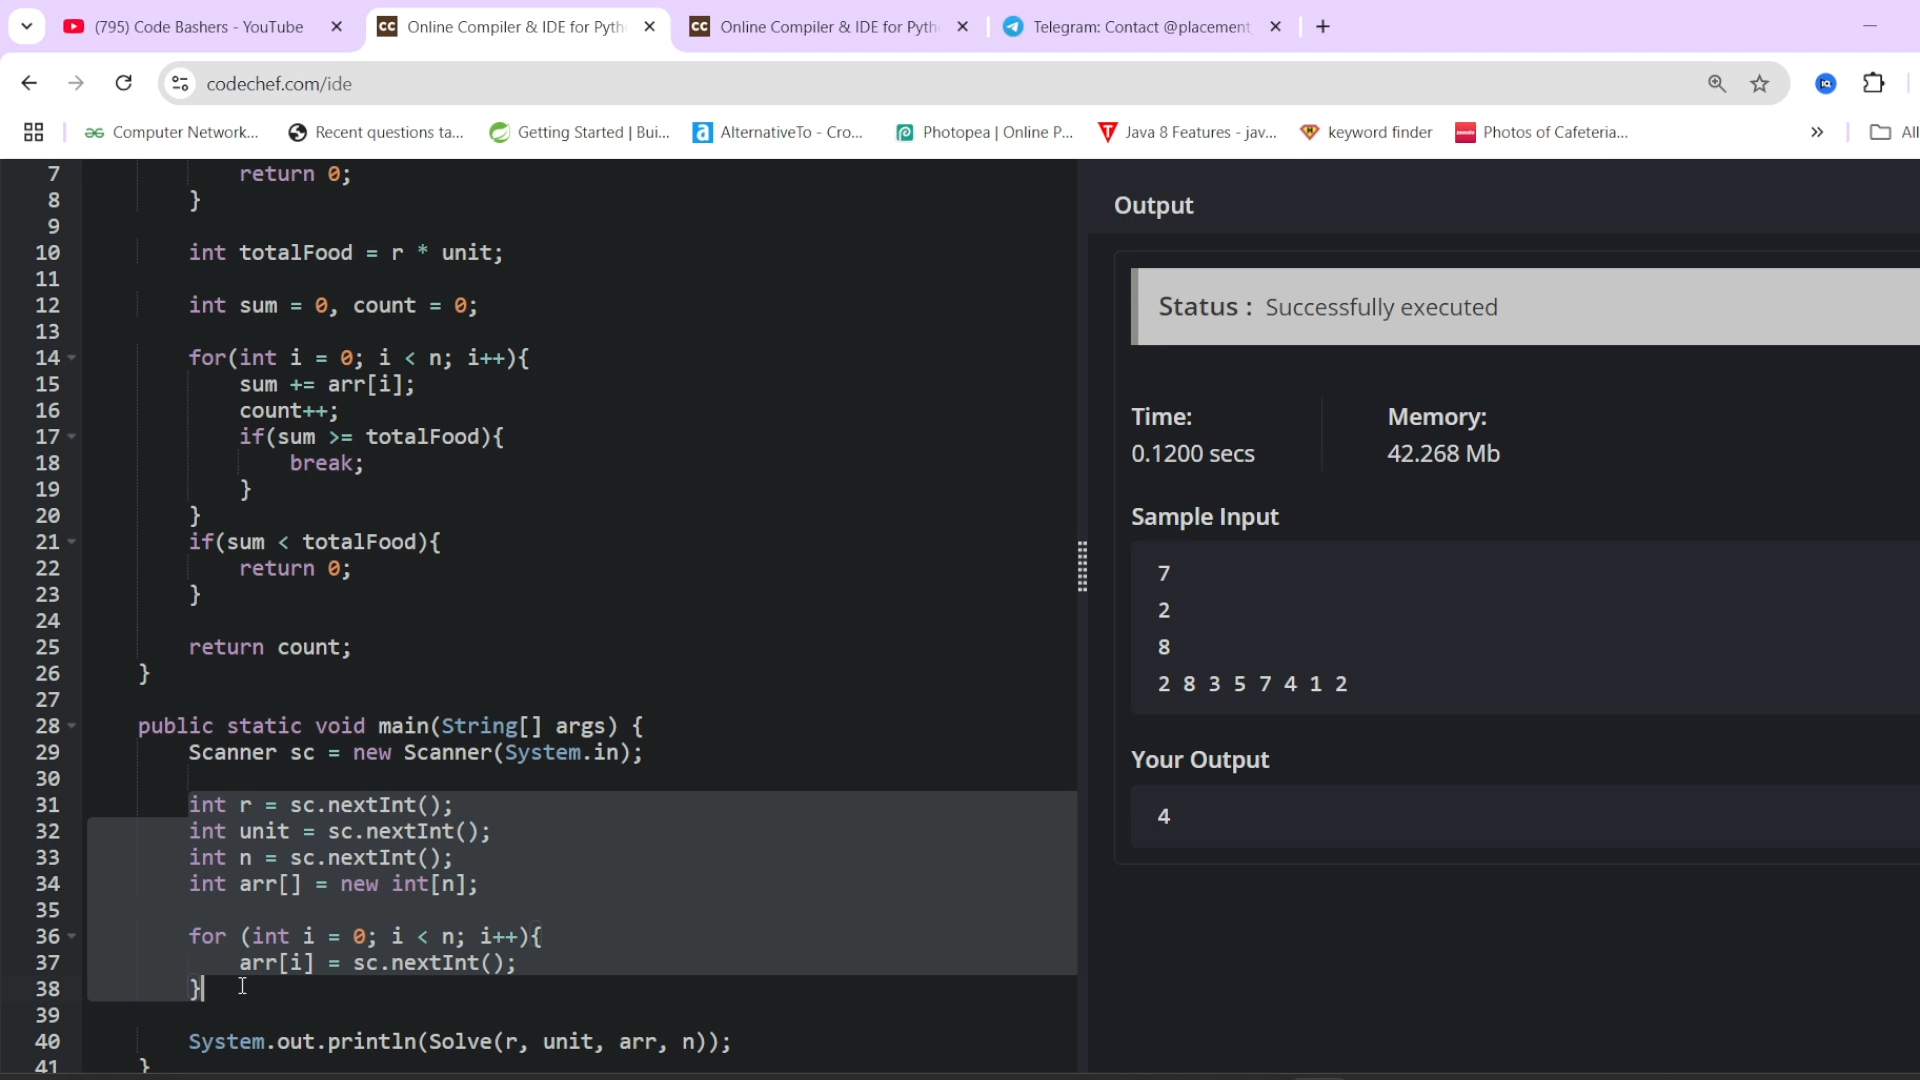 (795) Code Bashers - YouTube
Online Compiler & IDE for Pyth
Online Compiler & IDE for Pyth
Telegram: Contact @placement
codechef.com/ide
Computer Network...
Recent questions ta...
Getting Started | Bui...
AlternativeTo - Cro...
Photopea | Online P...
Java 8 Features - jav...
keyword finder
Photos of Cafeteria...
All
7 return 0;
8 }
9
10 int totalFood = r * unit;
11
12 int sum = 0, count = 0;
13
14 for(int i = 0; i < n; i++){
15 sum += arr[i];
16 count++;
17 if(sum >= totalFood){
18 break;
19 }
20 }
21 if(sum < totalFood){
22 return 0;
23 }
24
25 return count;
26 }
27
28 public static void main(String[] args) {
29 Scanner sc = new Scanner(System.in);
30
31 int r = sc.nextInt();
32 int unit = sc.nextInt();
33 int n = sc.nextInt();
34 int arr[] = new int[n];
35
36 for (int i = 0; i < n; i++){
37 arr[i] = sc.nextInt();
38 }
39
40 System.out.println(Solve(r, unit, arr, n));
41 }
Output
Status : Successfully executed
Time: Memory:
0.1200 secs 42.268 Mb
Sample Input
7
2
8
2 8 3 5 7 4 1 2
Your Output
4